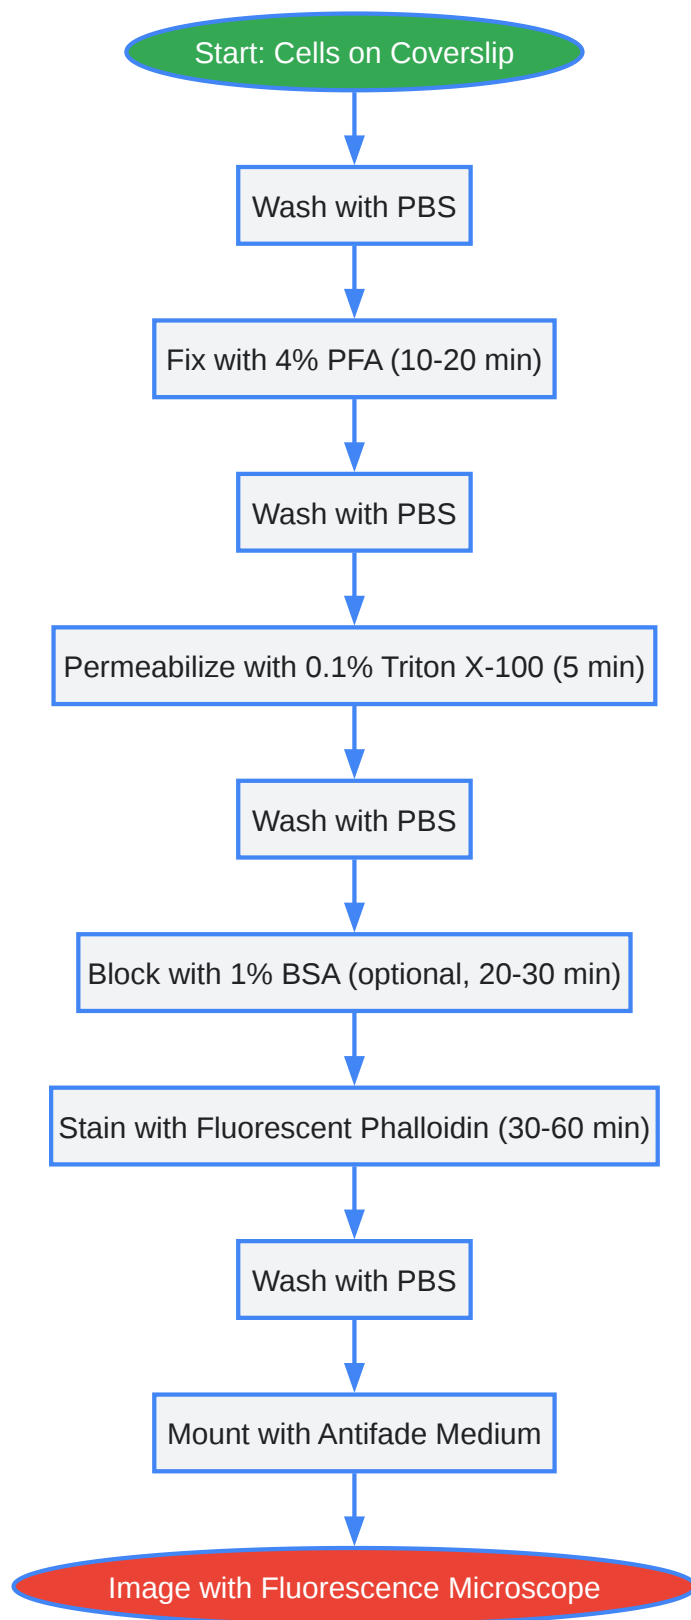 Start: Cells on Coverslip
Wash with PBS
Fix with 4% PFA (10-20 min)
Wash with PBS
Permeabilize with 0.1% Triton X-100 (5 min)
Wash with PBS
Block with 1% BSA (optional, 20-30 min)
Stain with Fluorescent Phalloidin (30-60 min)
Wash with PBS
Mount with Antifade Medium
Image with Fluorescence Microscope